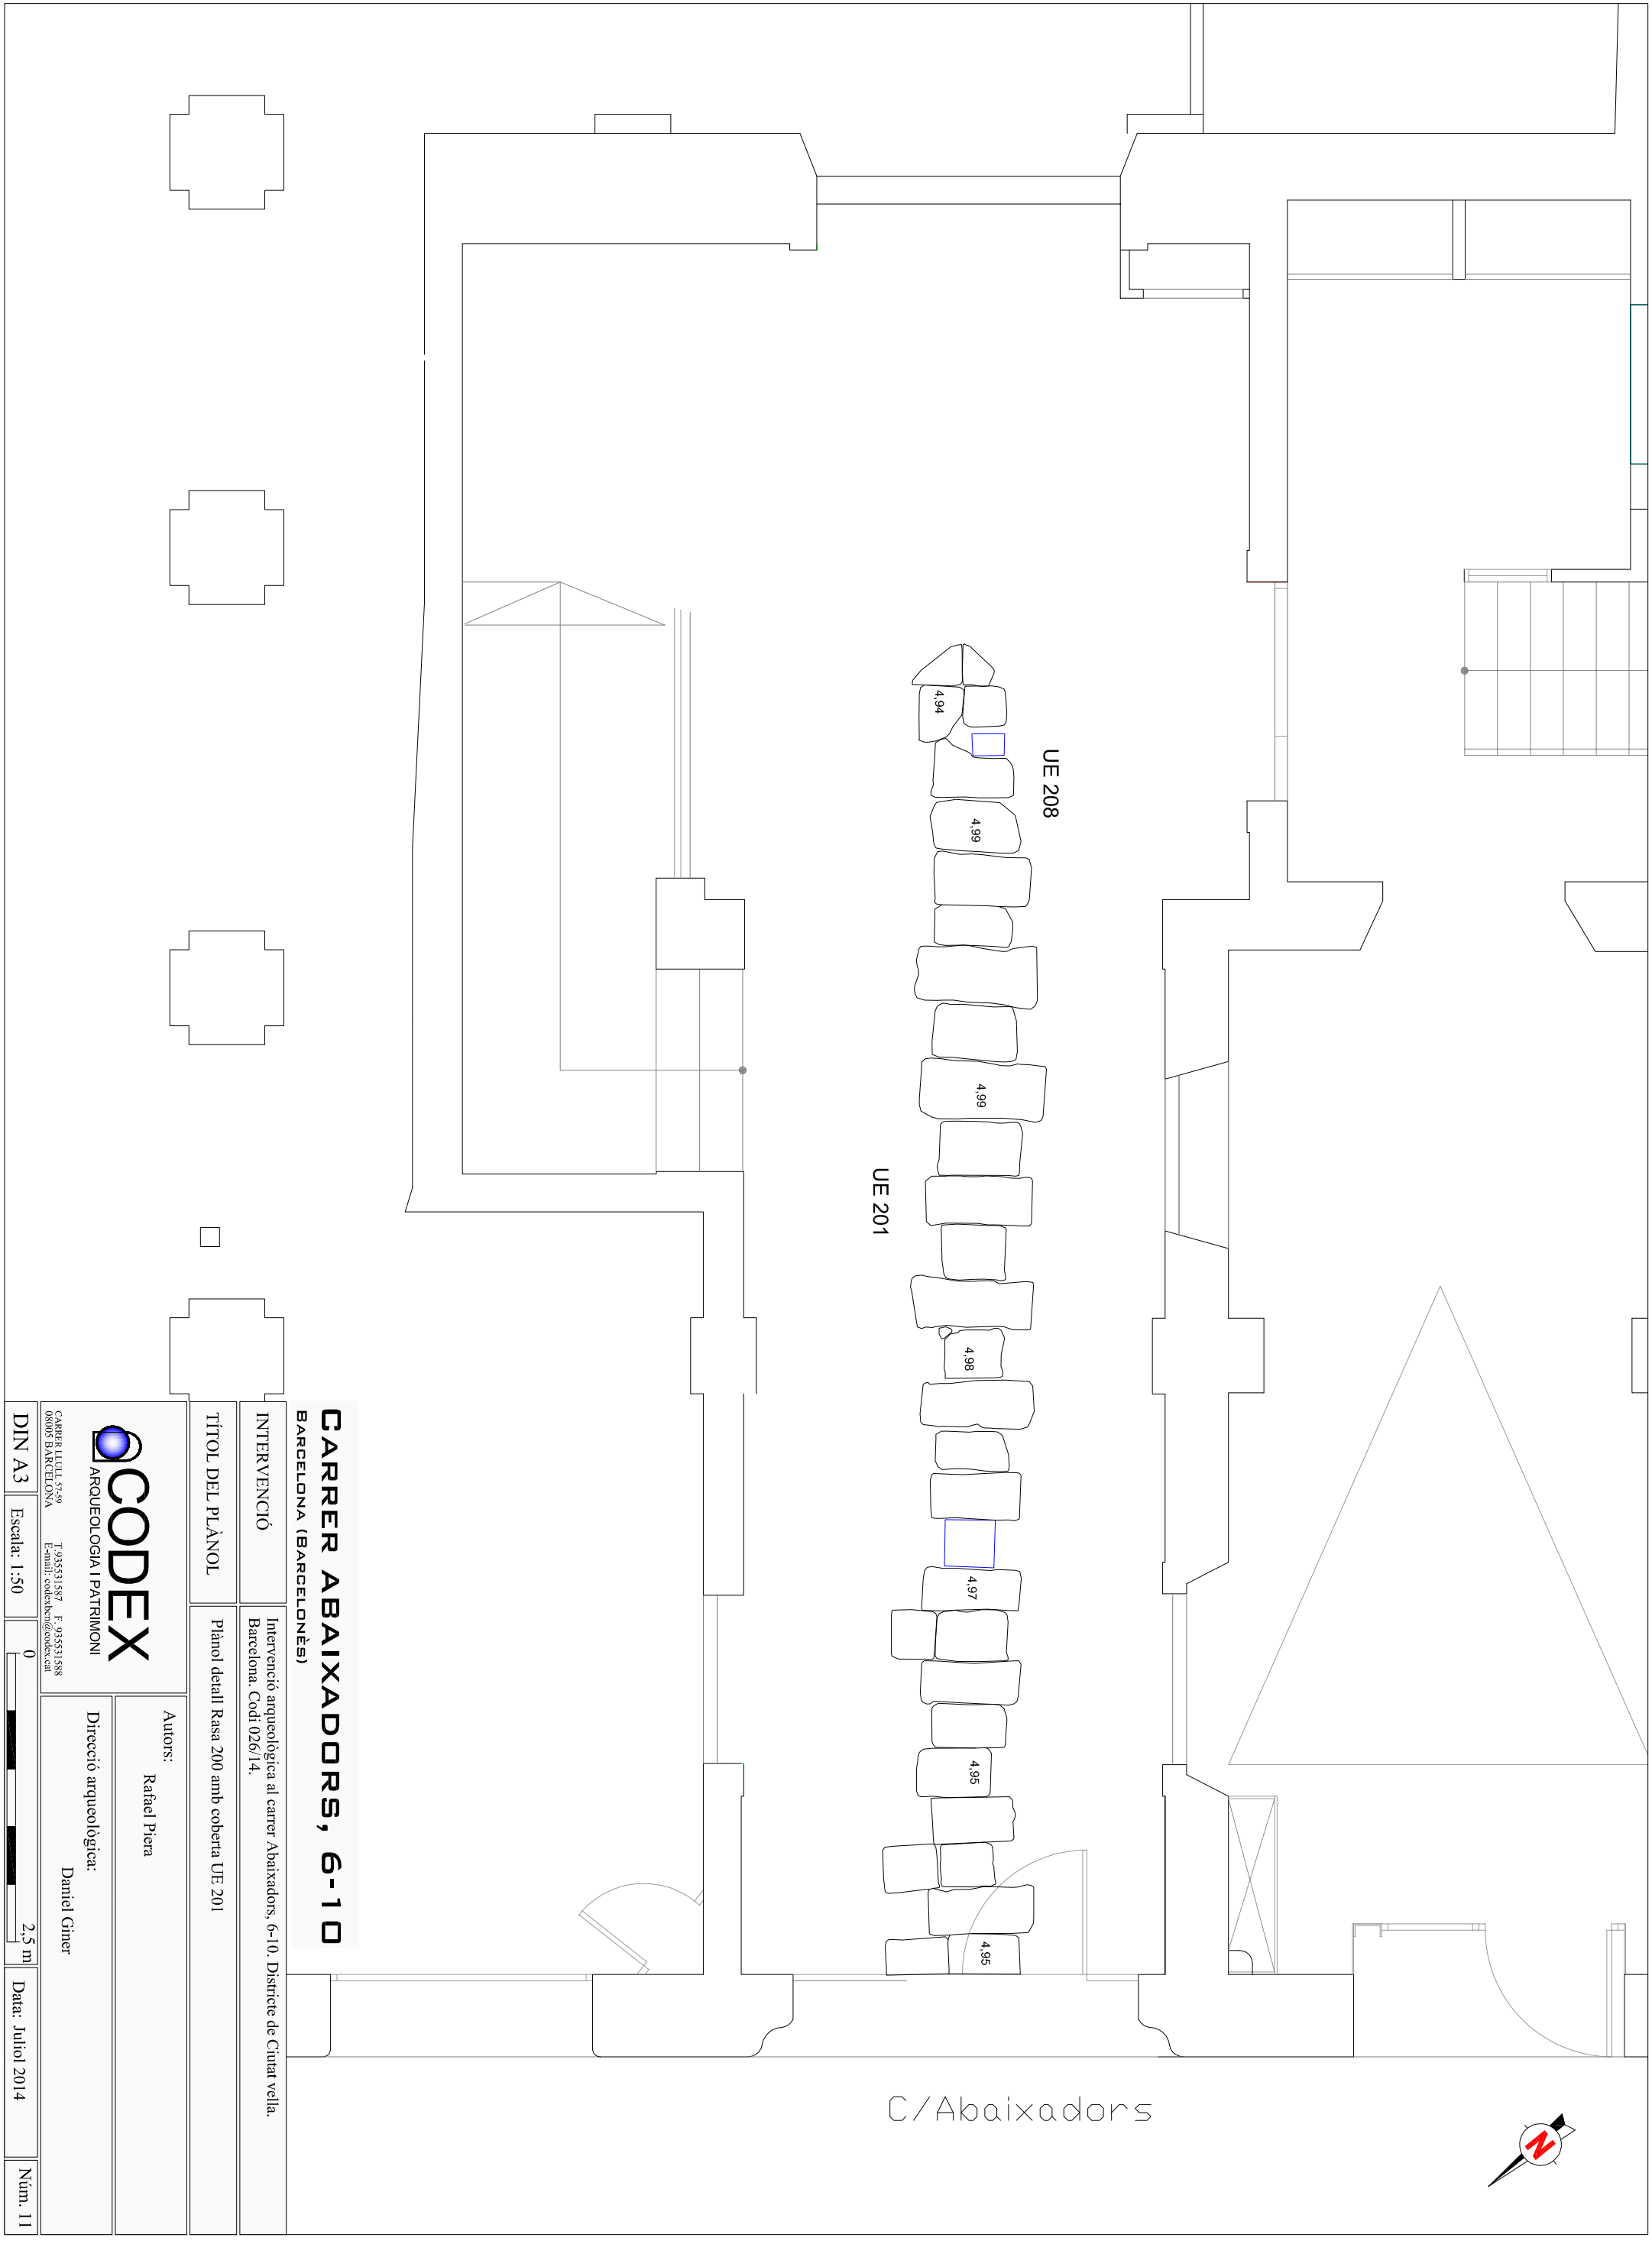 4,94
UE 208
4,99
4,99
UE 201
4,98
4,97
4,95
4,95
C/Abaixadors
N
CARRER ABAIXADORS, 6-10
BARCELONA (BARCELONÈS)
INTERVENCIÓ
Intervenció arqueològica al carrer Abaixadors, 6-10. Districte de Ciutat vella.
Barcelona. Codi 026/14.
TÍTOL DEL PLÀNOL
Plànol detall Rasa 200 amb coberta UE 201
CODEX
ARQUEOLOGIA I PATRIMONI
CARRER LLULL 57-59 T.935531587 F. 935531588
08005 BARCELONA E-mail: codexbcn@codex.cat
Autors:
Rafael Piera
Direcció arqueològica:
Daniel Giner
DIN A3
Escala: 1:50
0 2,5 m
Data: Juliol 2014
Núm. 11